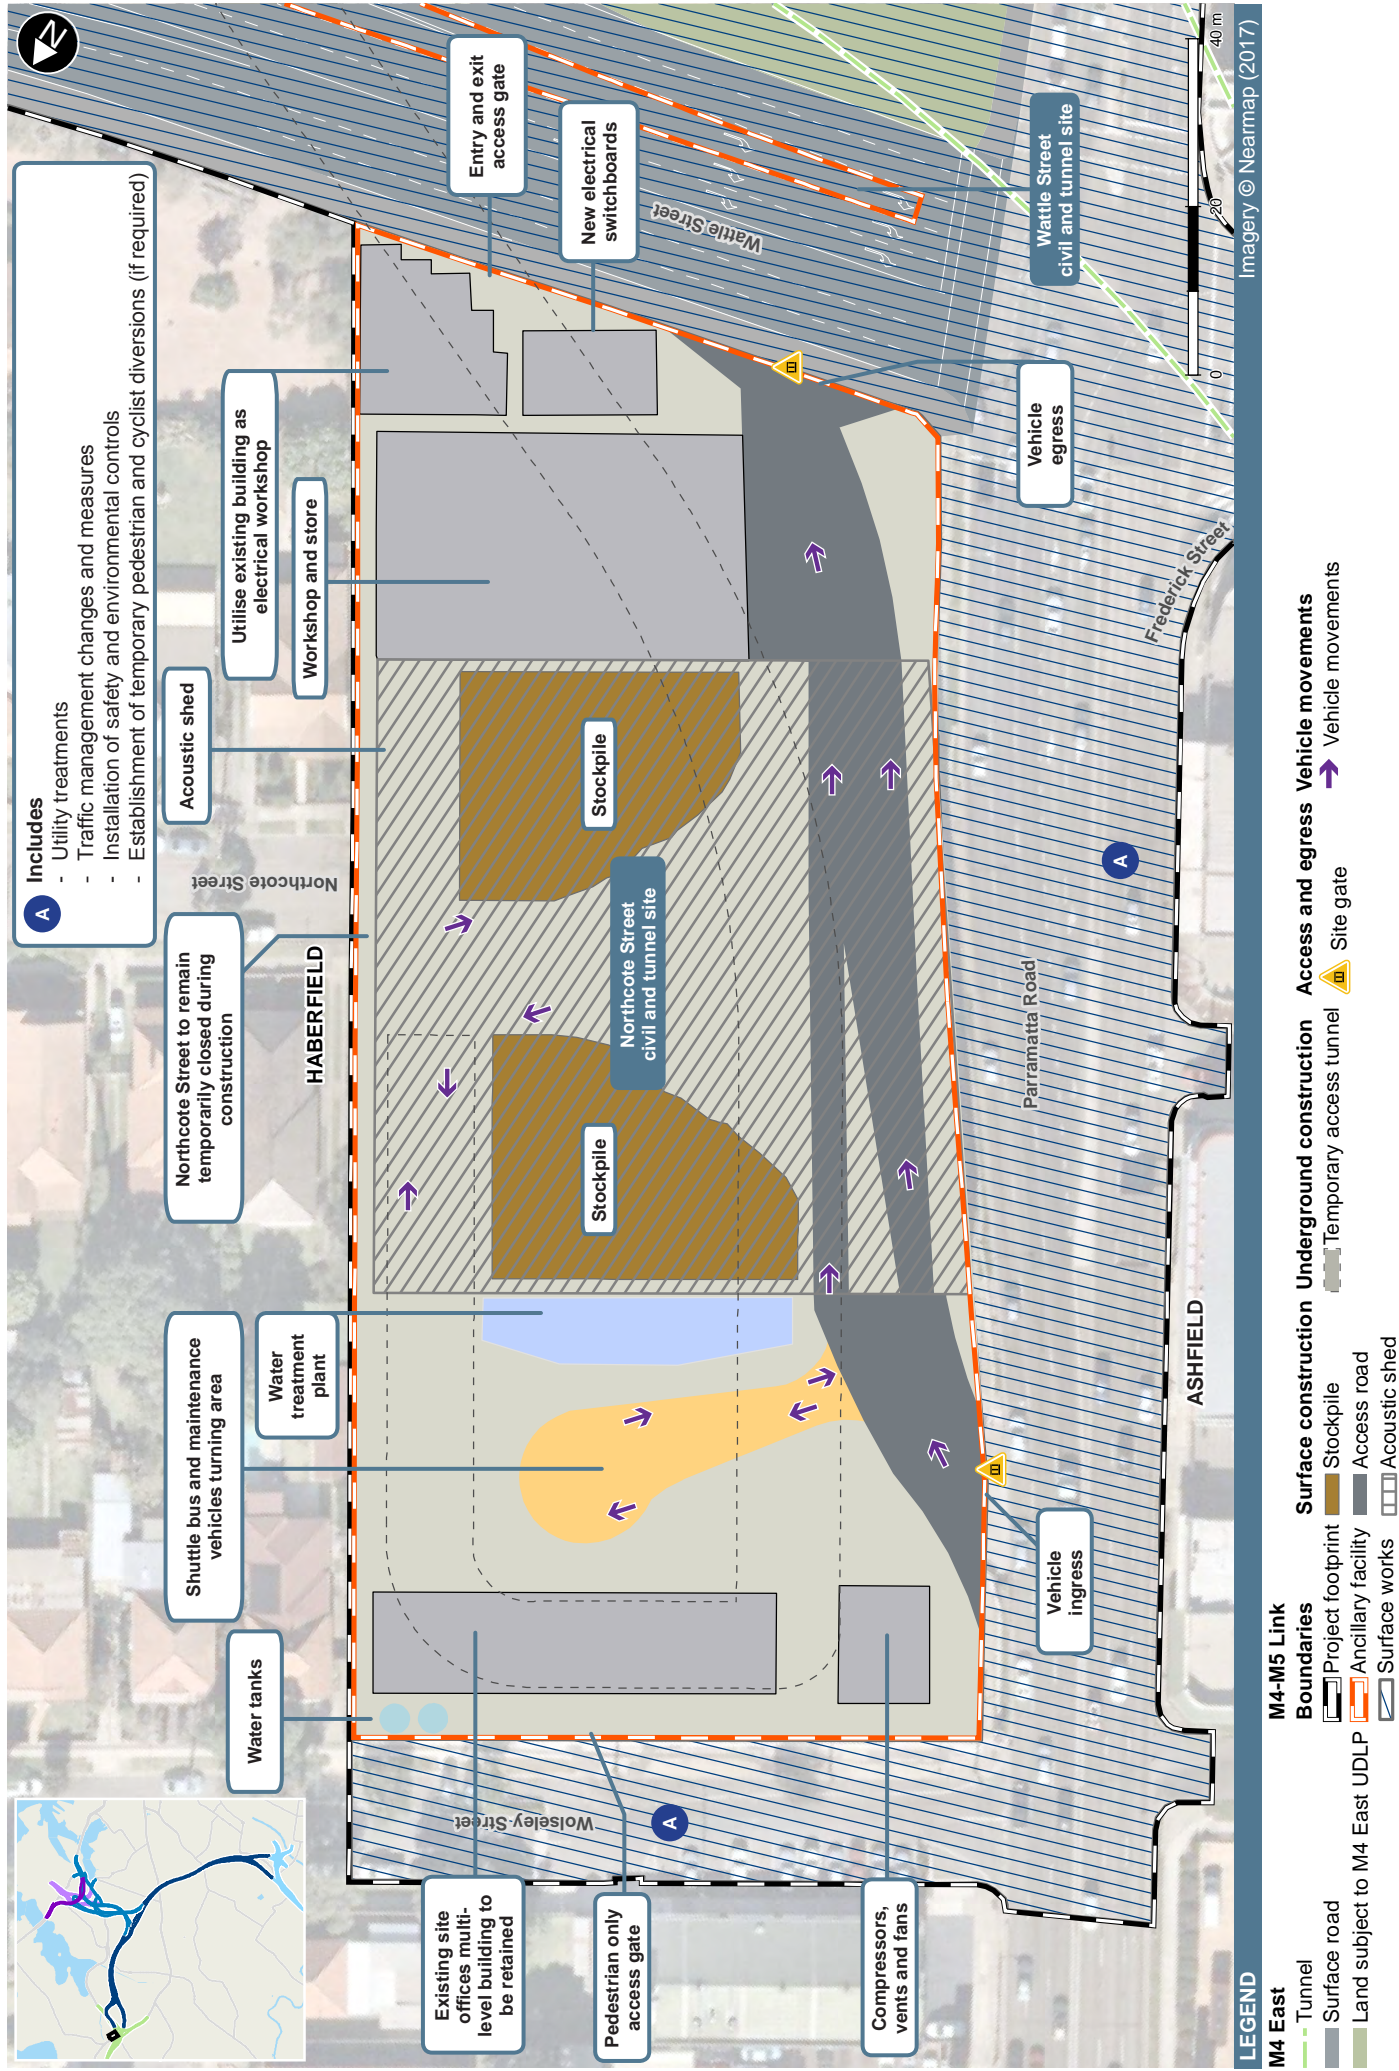 A
Includes
- Utility treatments
- Traffic management changes and measures
- Installation of safety and environmental controls
- Establishment of temporary pedestrian and cyclist diversions (if required)
N
Entry and exit
access gate
New electrical
switchboards
Utilise existing building as
electrical workshop
Workshop and store
Acoustic shed
Northcote Street
Northcote Street to remain
temporarily closed during
construction
HABERFIELD
Shuttle bus and maintenance
vehicles turning area
Water
treatment
plant
Water tanks
Stockpile
Stockpile
Northcote Street
civil and tunnel site
Wattle Street
Wattle Street
civil and tunnel site
Vehicle
egress
Frederick Street
A
Parramatta Road
ASHFIELD
Vehicle
ingress
Wolseley Street
A
Existing site
offices multi-
level building to
be retained
Pedestrian only
access gate
Compressors,
vents and fans
0
20
40 m
Imagery © Nearmap (2017)
LEGEND
M4 East
Tunnel
Surface road
Land subject to M4 East UDLP
M4-M5 Link
Boundaries
Project footprint
Ancillary facility
Surface works
Surface construction
Stockpile
Access road
Acoustic shed
Underground construction
Temporary access tunnel
Access and egress
Site gate
Vehicle movements
Vehicle movements